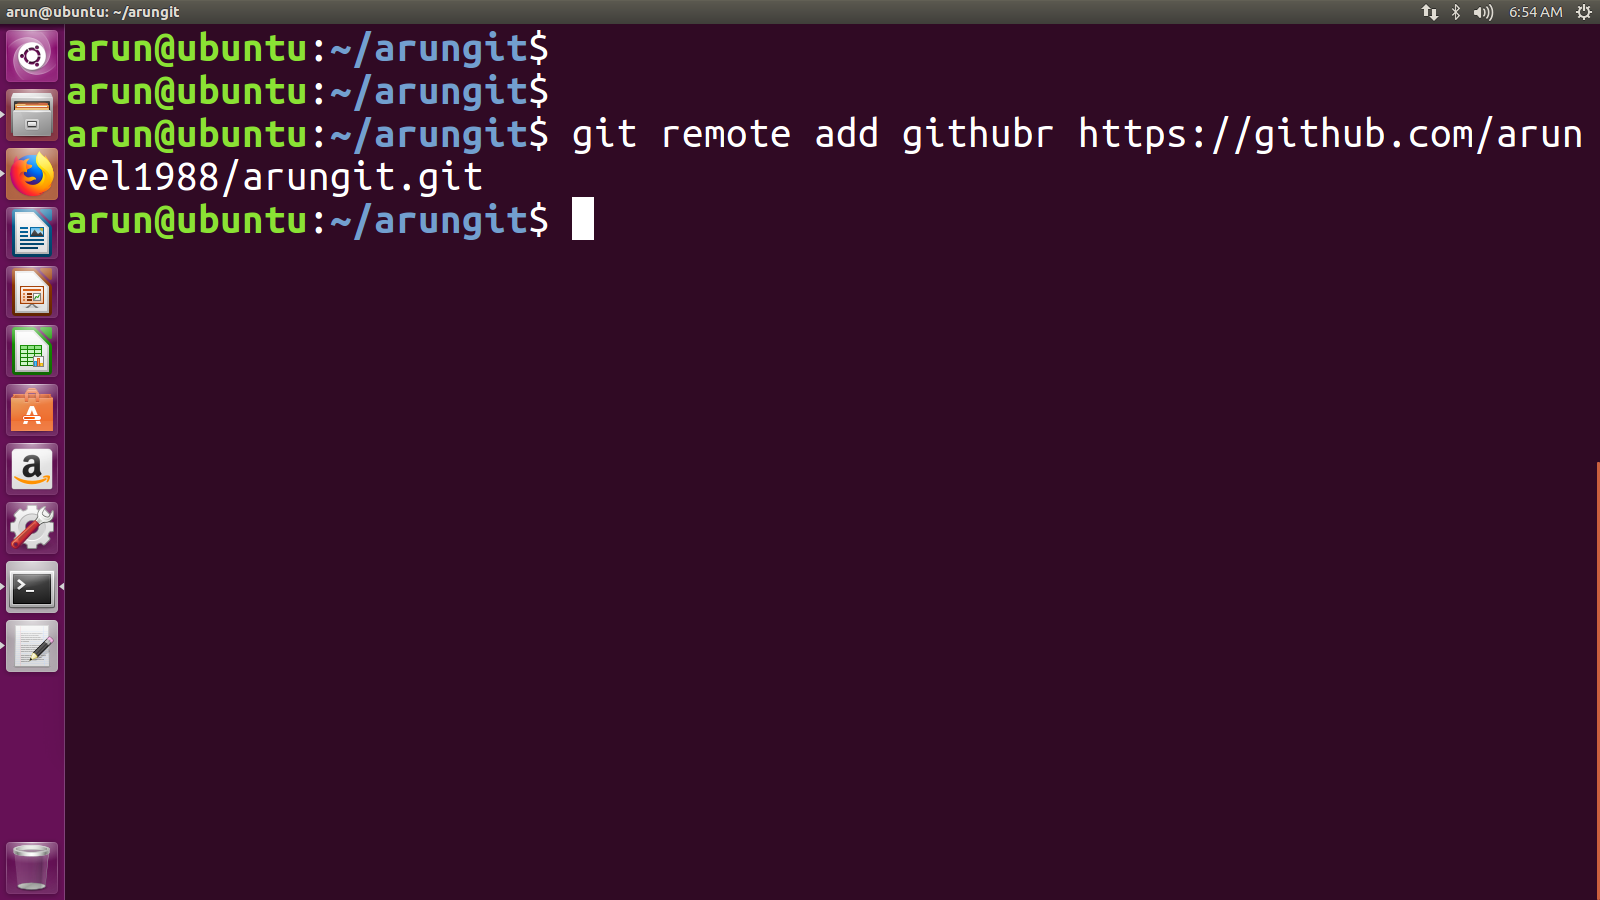 arun@ubuntu: ~/arungit
6:54 AM
arun@ubuntu:~/arungit$
arun@ubuntu:~/arungit$
arun@ubuntu:~/arungit$ git remote add githubr https://github.com/arun
vel1988/arungit.git
arun@ubuntu:~/arungit$